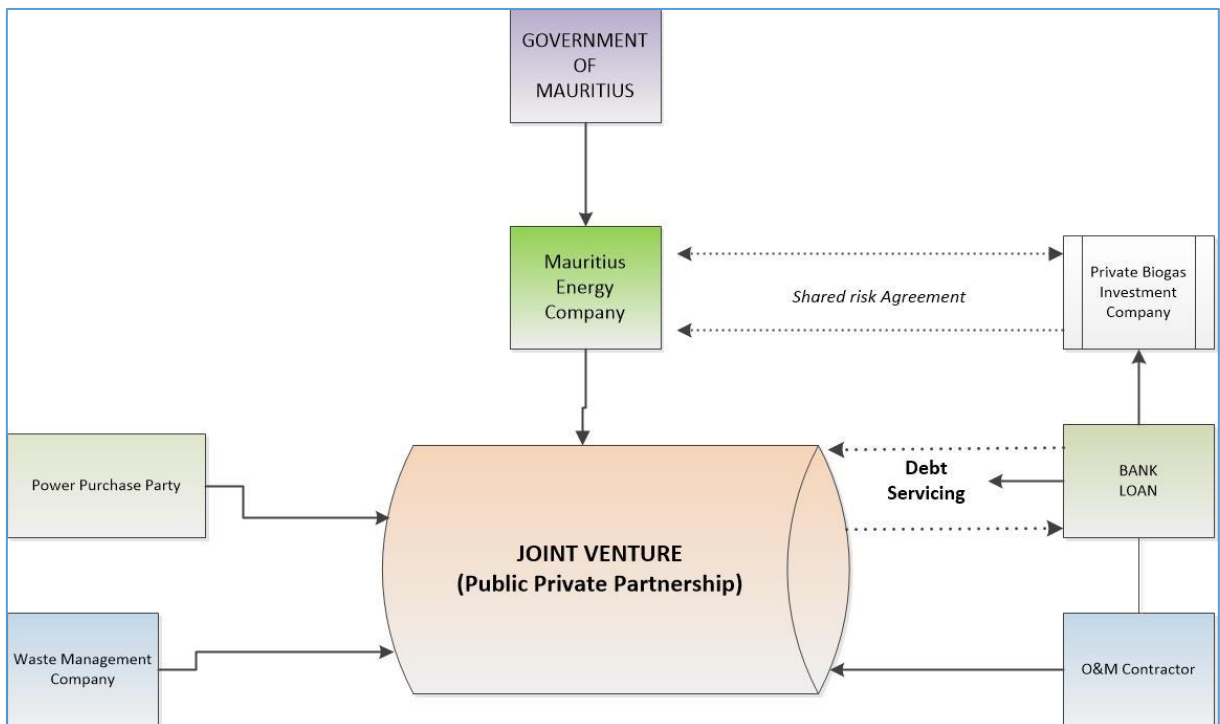 GOVERNMENT
OF
MAURITIUS
Mauritius
Energy
Company
Shared risk Agreement
Private Biogas
Investment
Company
Power Purchase Party
Debt
Servicing
BANK
LOAN
JOINT VENTURE
(Public Private Partnership)
Waste Management
Company
O&M Contractor